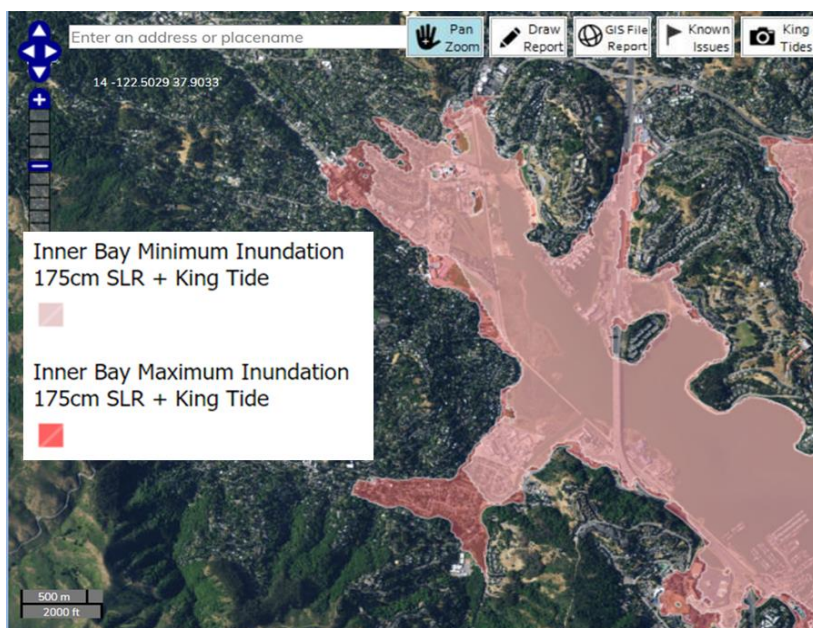 Enter an address or placename
Pan
Zoom
Draw
Report
GIS File
Report
Known
Issues
King
Tides
14 -122.5029 37.9033
Inner Bay Minimum Inundation
175cm SLR + King Tide
Inner Bay Maximum Inundation
175cm SLR + King Tide
500 m
2000 ft